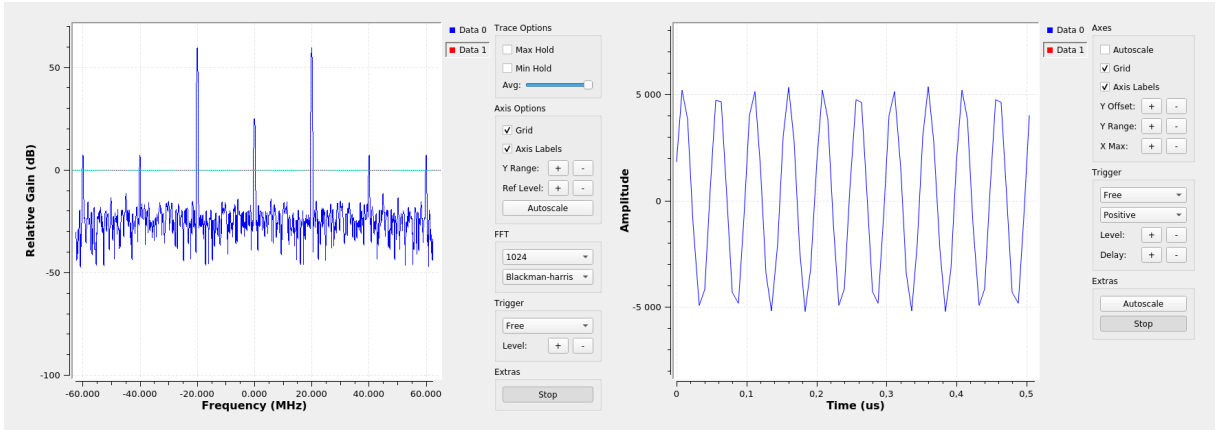 50
0
-50
-100
Relative Gain (dB)
-60.000 -40.000 -20.000 0.000 20.000 40.000 60.000
Frequency (MHz)
Data 0
Data 1
Trace Options
Max Hold
Min Hold
Avg:
Axis Options
Grid
Axis Labels
Y Range: + -
Ref Level: + -
Autoscale
FFT
1024
Blackman-harris
Trigger
Free
Level: + -
Extras
Stop
5 000
0
-5 000
Amplitude
0 0,1 0,2 0,3 0,4 0,5
Time (us)
Data 0
Data 1
Axes
Autoscale
Grid
Axis Labels
Y Offset: + -
Y Range: + -
X Max: + -
Trigger
Free
Positive
Level: + -
Delay: + -
Extras
Autoscale
Stop